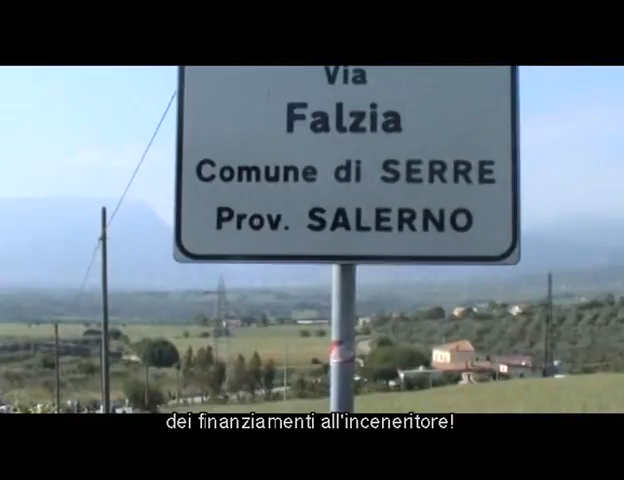 Via
Falzia
Comune di SERRE
Prov. SALERNO
dei finanziamenti all'inceneritore!